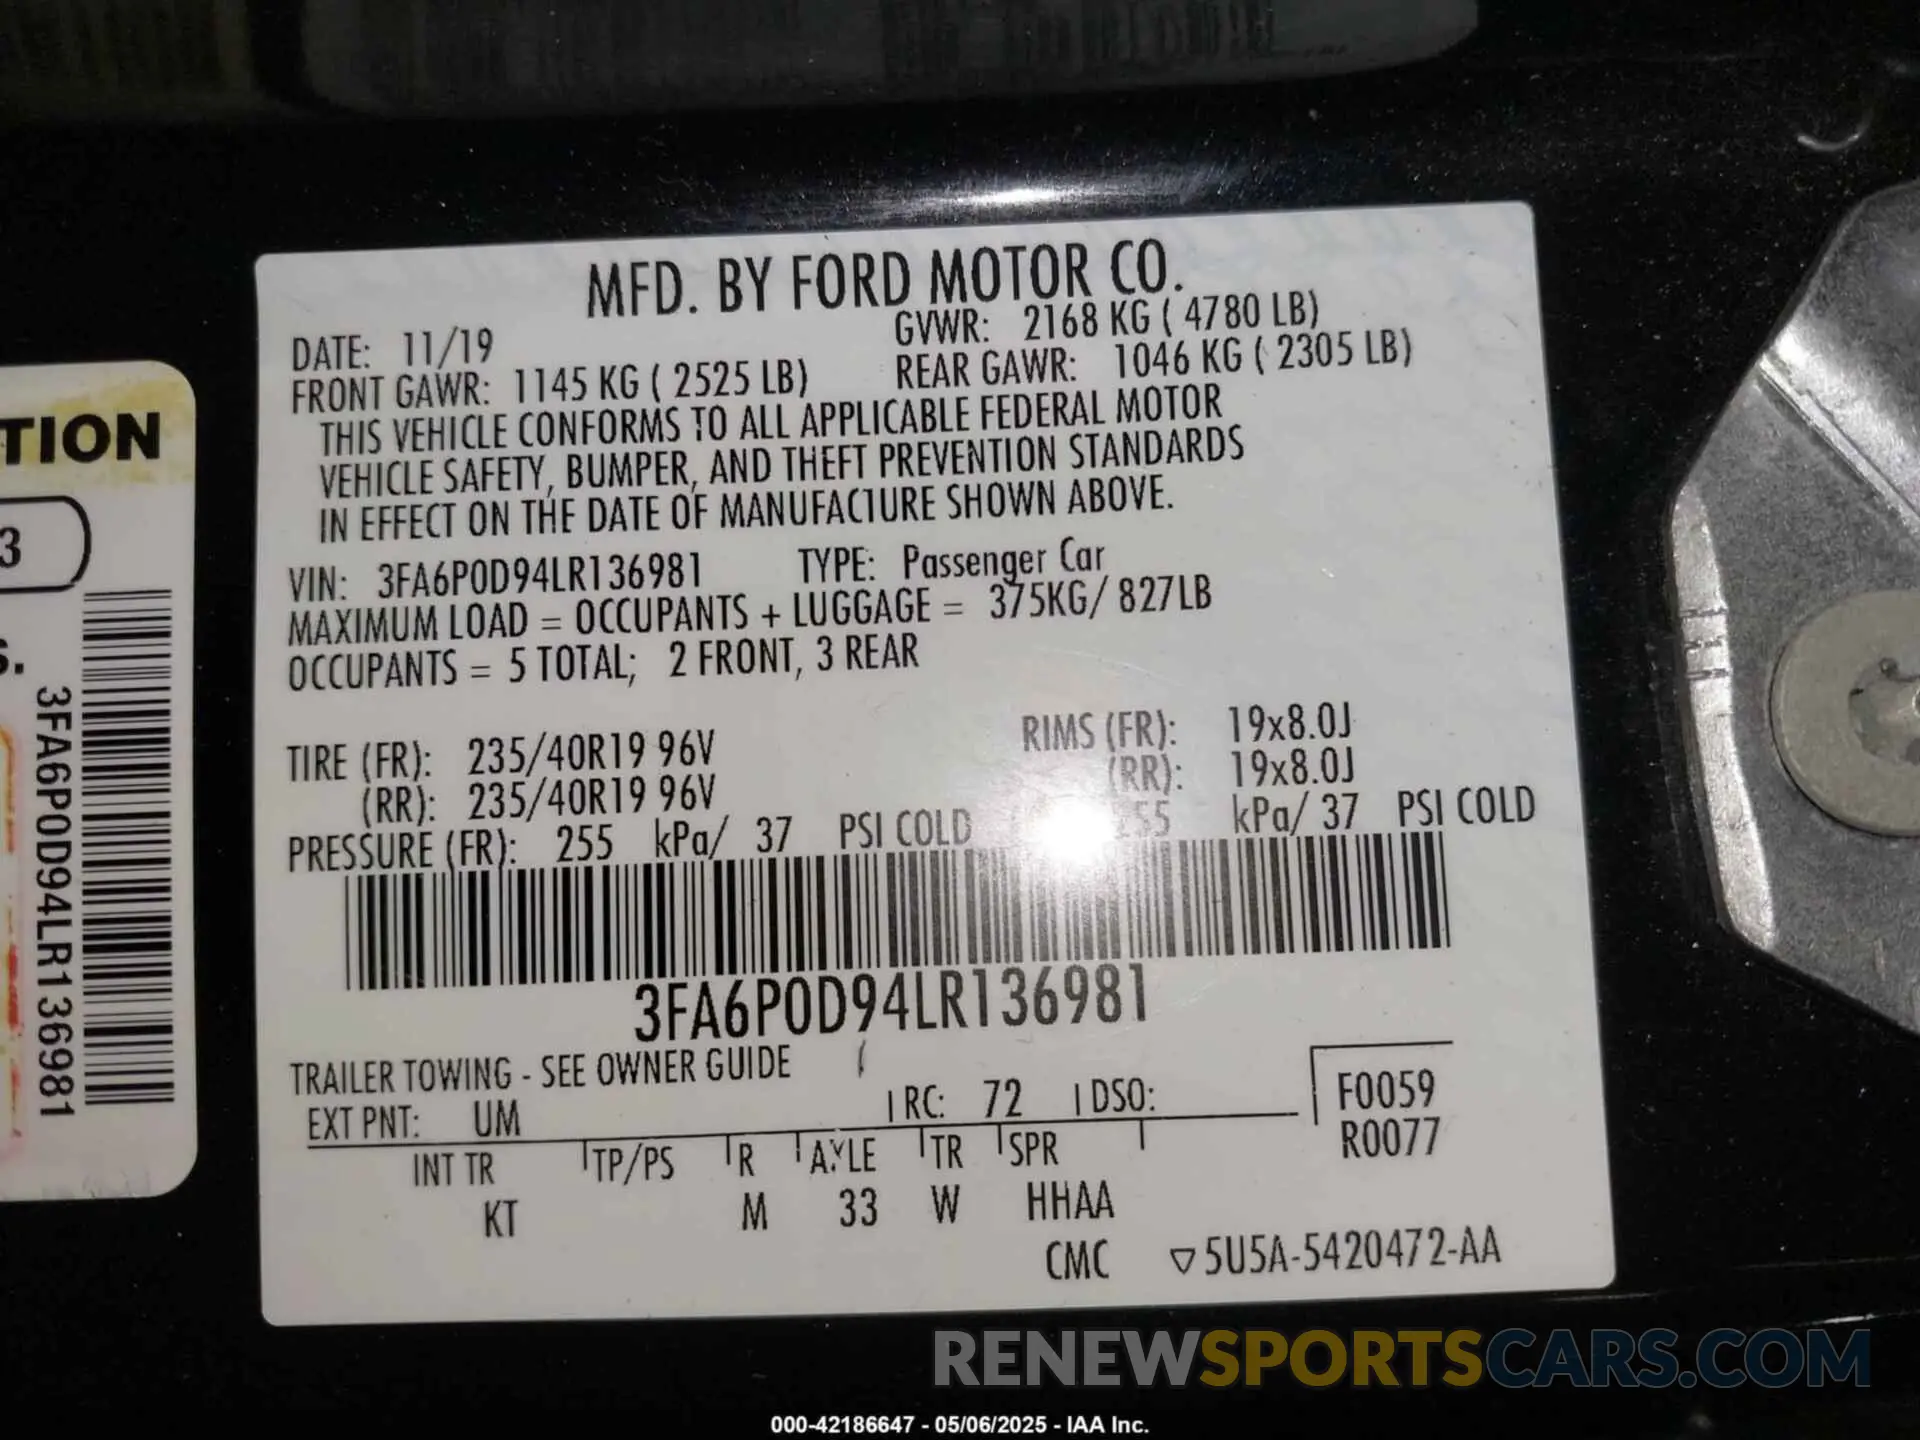 MFD. BY FORD MOTOR CO.
DATE: 11/19 GVWR: 2168 KG ( 4780 LB)
FRONT GAWR: 1145 KG ( 2525 LB) REAR GAWR: 1046 KG ( 2305 LB)
THIS VEHICLE CONFORMS TO ALL APPLICABLE FEDERAL MOTOR
VEHICLE SAFETY, BUMPER, AND THEFT PREVENTION STANDARDS
IN EFFECT ON THE DATE OF MANUFACTURE SHOWN ABOVE.
VIN: 3FA6P0D94LR136981 TYPE: Passenger Car
MAXIMUM LOAD = OCCUPANTS + LUGGAGE = 375KG/ 827LB
OCCUPANTS = 5 TOTAL; 2 FRONT, 3 REAR
TIRE (FR): 235/40R19 96V RIMS (FR): 19x8.0J
(RR): 235/40R19 96V (RR): 19x8.0J
PRESSURE (FR): 255 kPa/ 37 PSI COLD 255 kPa/ 37 PSI COLD
3FA6P0D94LR136981
TRAILER TOWING - SEE OWNER GUIDE
EXT PNT: UM RC: 72 DSO: F0059
R0077
INT TR TP/PS R AXLE TR SPR
KT M 33 W HHAA
CMC ▽5U5A-5420472-AA
TION
3
s.
3FA6P0D94LR136981
RENEWSPORTSCARS.COM
000-42186647 - 05/06/2025 - IAA Inc.